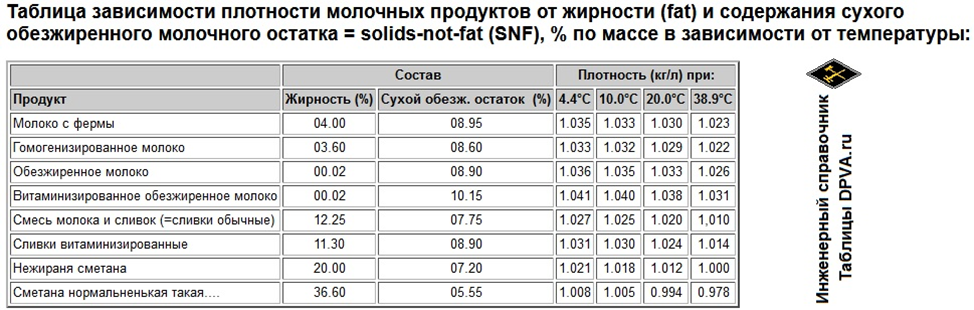 Таблица зависимости плотности молочных продуктов от жирности (fat) и содержания сухого
обезжиренного молочного остатка = solids-not-fat (SNF), % по массе в зависимости от температуры:
Состав Плотность (кг/л) при:
Продукт Жирность (%) Сухой обезж. остаток (%) 4.4°C 10.0°C 20.0°C 38.9°C
Молоко с фермы 04.00 08.95 1.035 1.033 1.030 1.023
Гомогенизированное молоко 03.60 08.60 1.033 1.032 1.029 1.022
Обезжиренное молоко 00.02 08.90 1.036 1.035 1.033 1.026
Витаминизированное обезжиренное молоко 00.02 10.15 1.041 1.040 1.038 1.031
Смесь молока и сливок (=сливки обычные) 12.25 07.75 1.027 1.025 1.020 1,010
Сливки витаминизированные 11.30 08.90 1.031 1.030 1.024 1.014
Нежираня сметана 20.00 07.20 1.021 1.018 1.012 1.000
Сметана нормальненькая такая.... 36.60 05.55 1.008 1.005 0.994 0.978
Инженерный справочник
Таблицы DPVA.ru